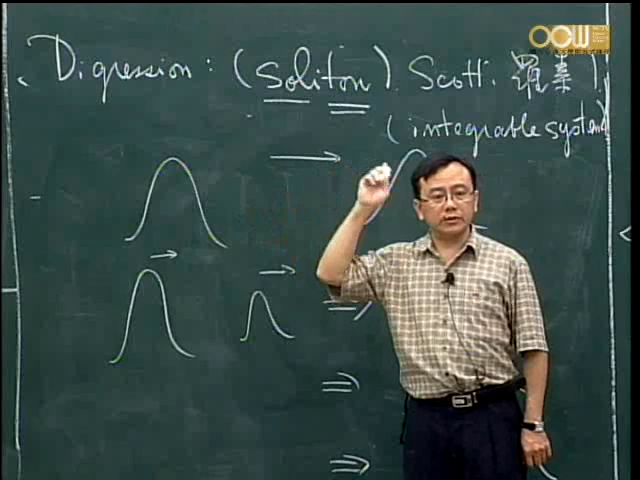 OCW
Digression: (Soliton). Scott. 羅素)
(integrable system)